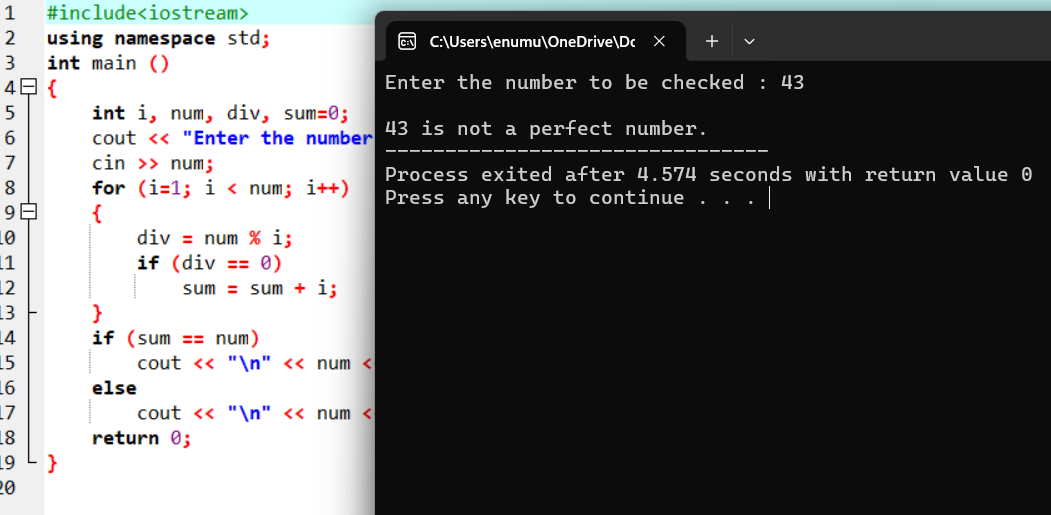 1 #include<iostream>
2 using namespace std;
3 int main ()
4 {
5 int i, num, div, sum=0;
6 cout << "Enter the number
7 cin >> num;
8 for (i=1; i < num; i++)
9 {
10 div = num % i;
11 if (div == 0)
12 sum = sum + i;
13 }
14 if (sum == num)
15 cout << "\n" << num <
16 else
17 cout << "\n" << num <
18 return 0;
19 }
20
C:\Users\enumu\OneDrive\Dc
Enter the number to be checked : 43
43 is not a perfect number.
--------------------------------
Process exited after 4.574 seconds with return value 0
Press any key to continue . . .